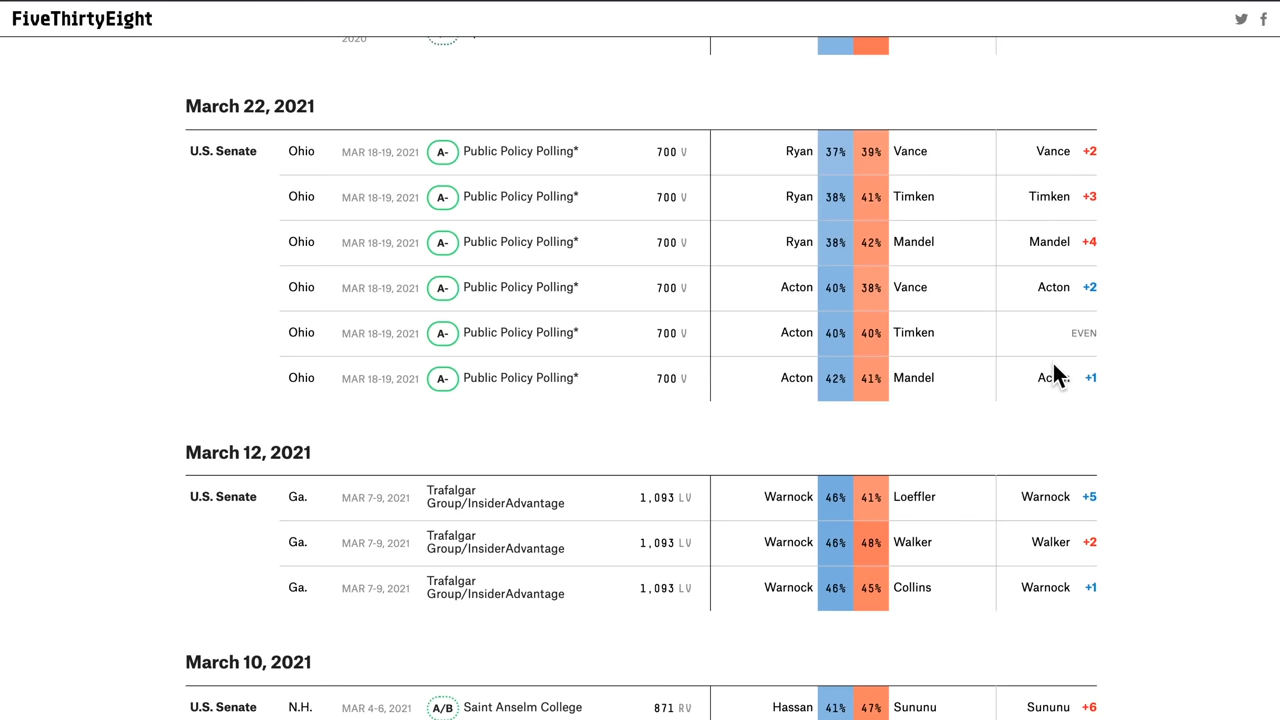 FiveThirtyEight
2020
March 22, 2021
U.S. Senate Ohio MAR 18-19, 2021 A- Public Policy Polling* 700 V Ryan 37% 39% Vance Vance +2
Ohio MAR 18-19, 2021 A- Public Policy Polling* 700 V Ryan 38% 41% Timken Timken +3
Ohio MAR 18-19, 2021 A- Public Policy Polling* 700 V Ryan 38% 42% Mandel Mandel +4
Ohio MAR 18-19, 2021 A- Public Policy Polling* 700 V Acton 40% 38% Vance Acton +2
Ohio MAR 18-19, 2021 A- Public Policy Polling* 700 V Acton 40% 40% Timken EVEN
Ohio MAR 18-19, 2021 A- Public Policy Polling* 700 V Acton 42% 41% Mandel +1
March 12, 2021
U.S. Senate Ga. MAR 7-9, 2021 Trafalgar Group/InsiderAdvantage 1,093 LV Warnock 46% 41% Loeffler Warnock +5
Ga. MAR 7-9, 2021 Trafalgar Group/InsiderAdvantage 1,093 LV Warnock 46% 48% Walker Walker +2
Ga. MAR 7-9, 2021 Trafalgar Group/InsiderAdvantage 1,093 LV Warnock 46% 45% Collins Warnock +1
March 10, 2021
U.S. Senate N.H. MAR 4-6, 2021 A/B Saint Anselm College 871 RV Hassan 41% 47% Sununu Sununu +6